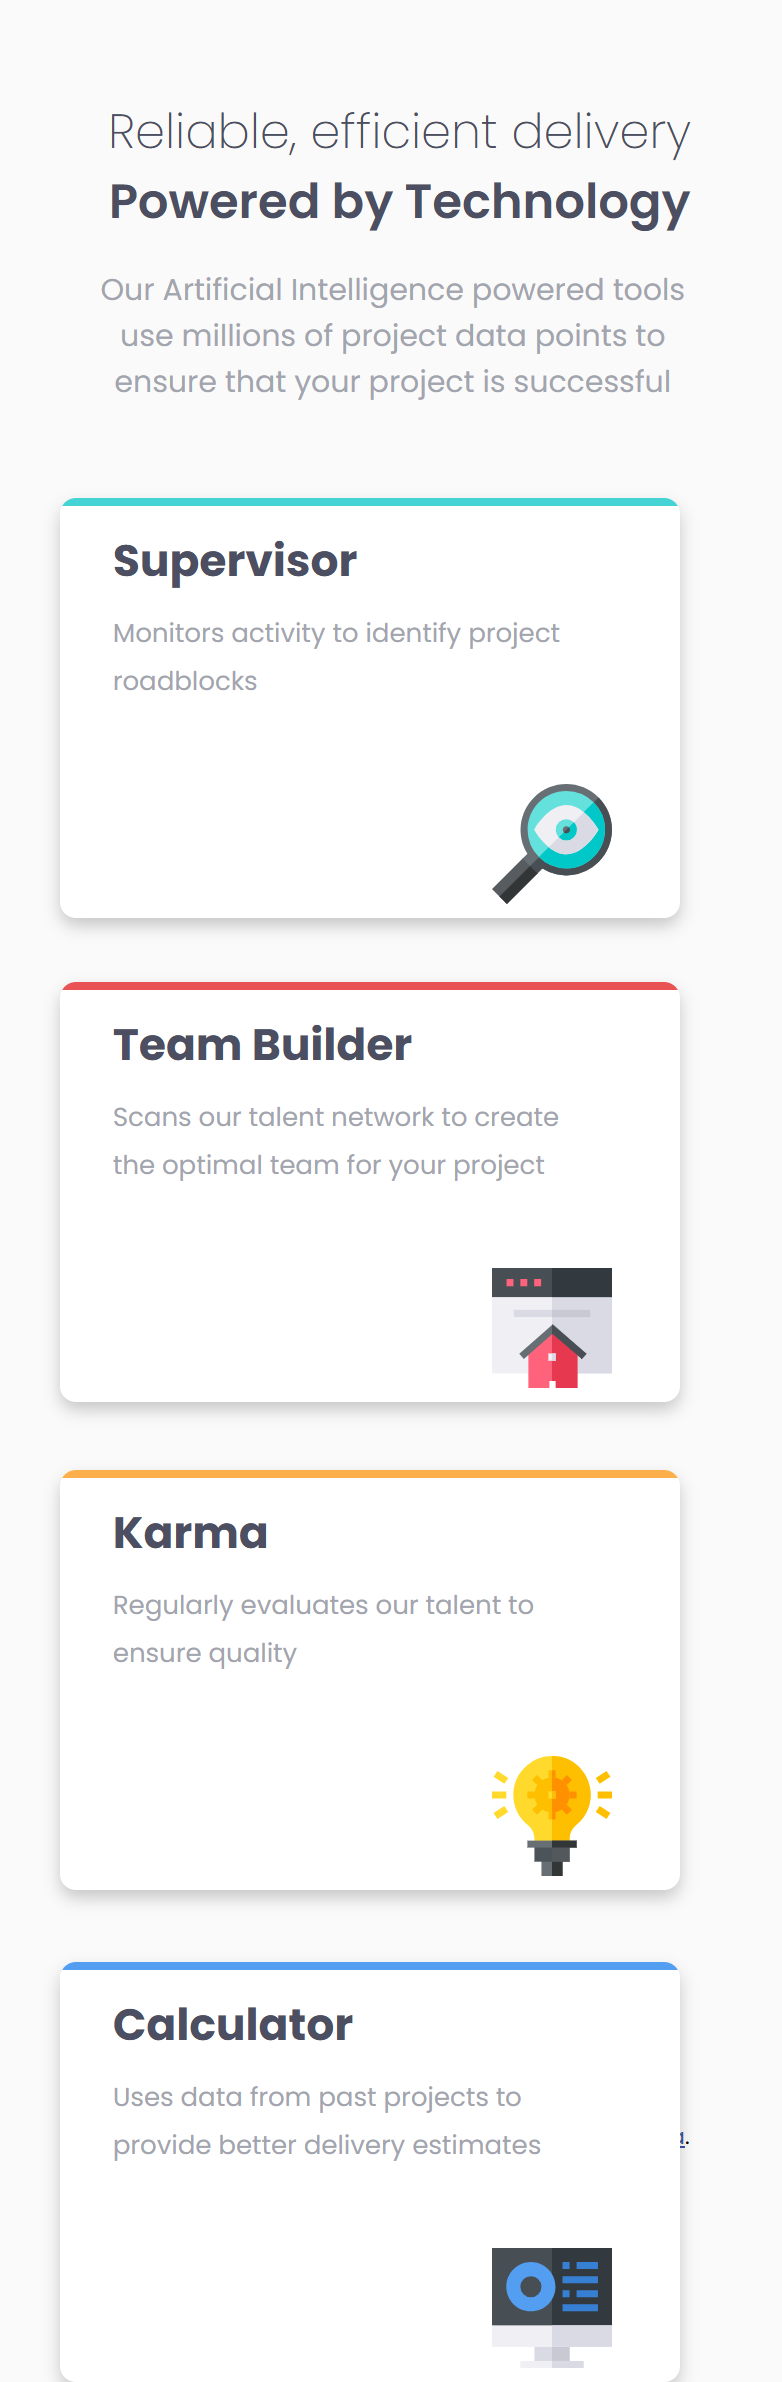 Reliable, efficient delivery
Powered by Technology
Our Artificial Intelligence powered tools
use millions of project data points to
ensure that your project is successful
Supervisor
Monitors activity to identify project
roadblocks
Team Builder
Scans our talent network to create
the optimal team for your project
Karma
Regularly evaluates our talent to
ensure quality
Calculator
Uses data from past projects to
provide better delivery estimates